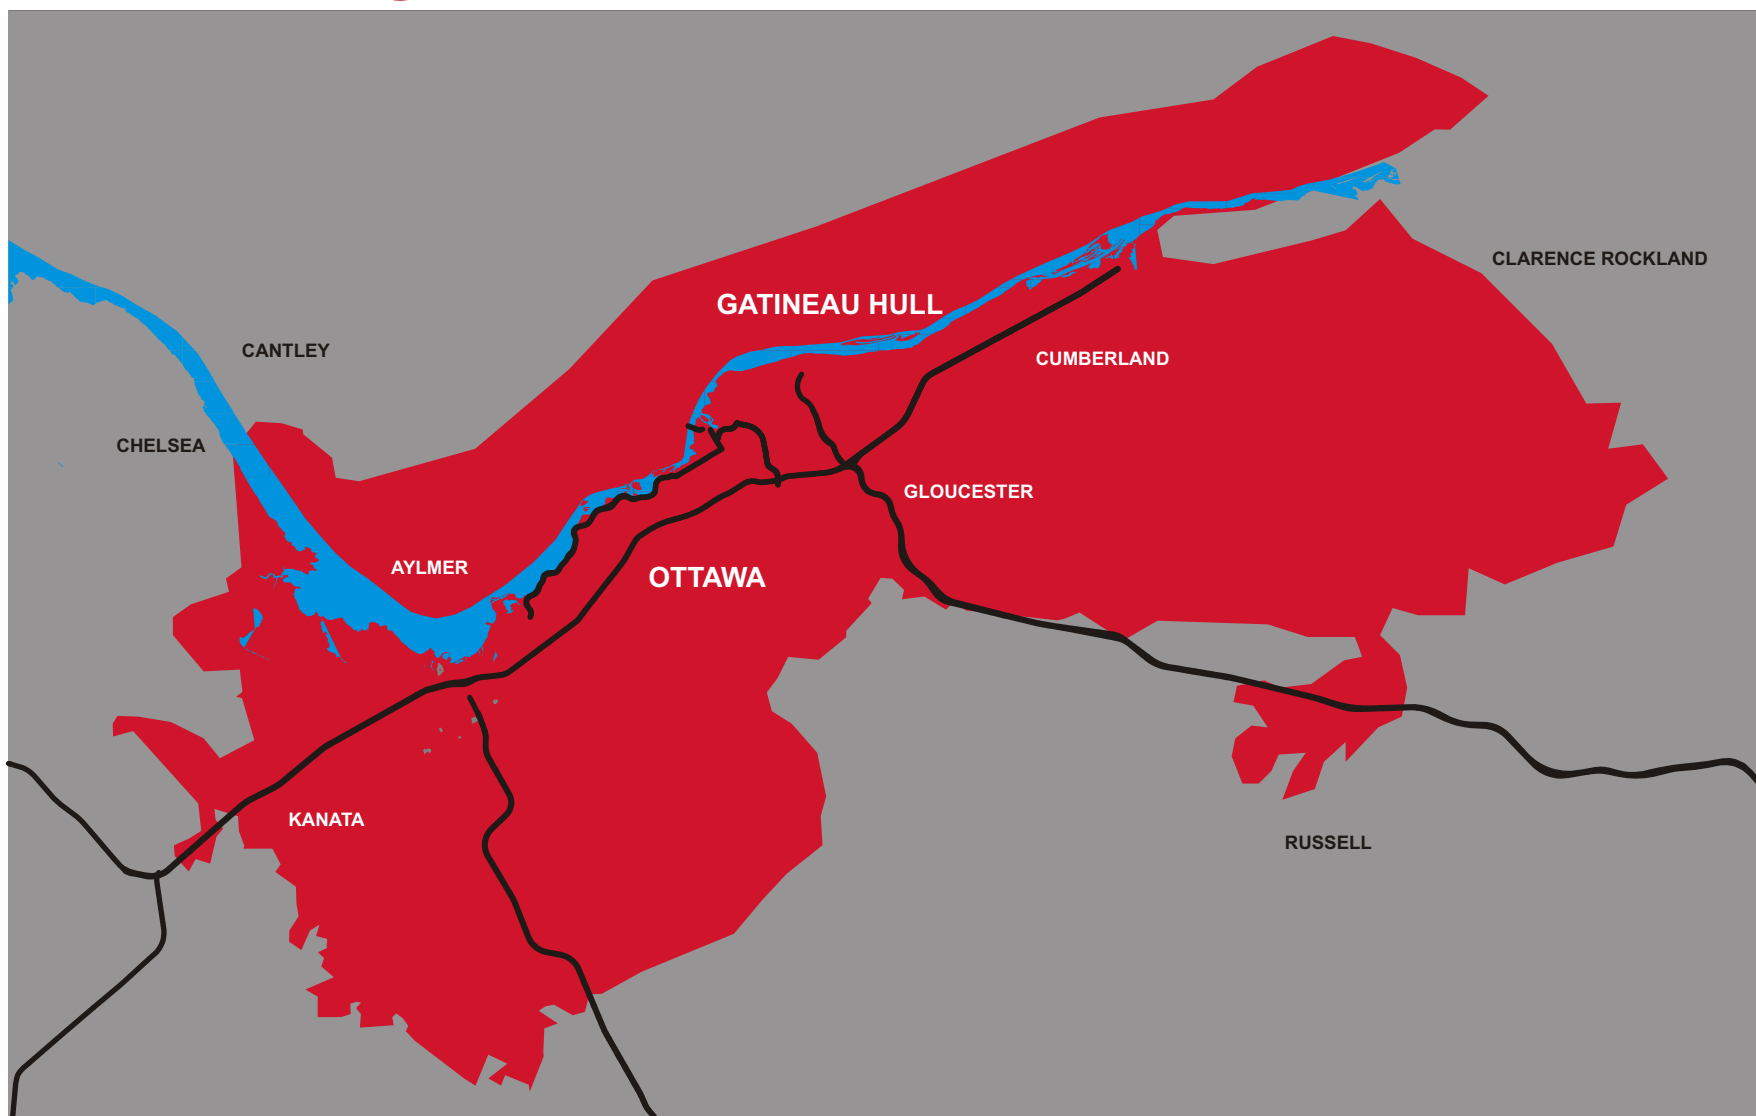 CLARENCE ROCKLAND
GATINEAU HULL
CANTLEY
CUMBERLAND
CHELSEA
GLOUCESTER
AYLMER
OTTAWA
KANATA
RUSSELL